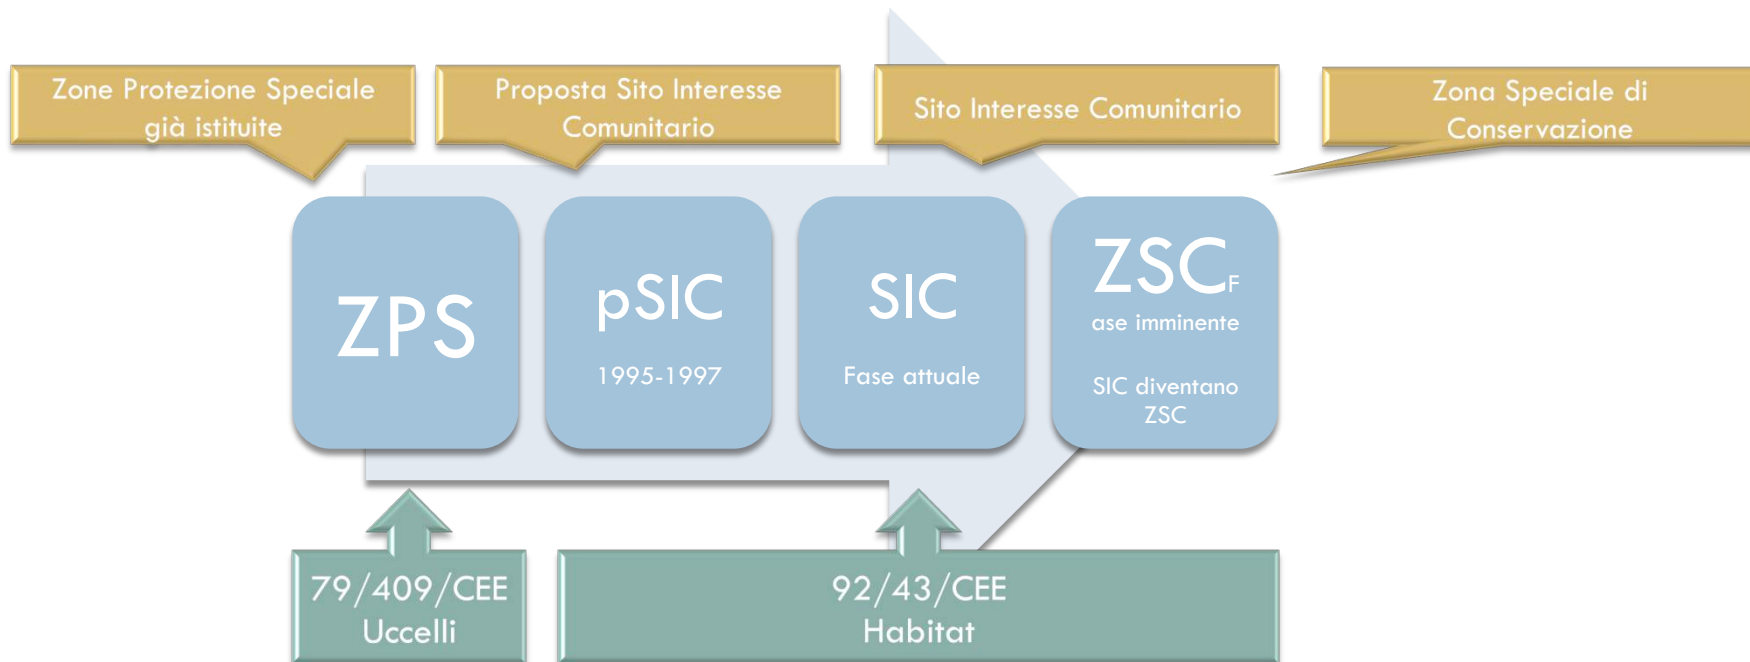 Zone Protezione Speciale
già istituite
Proposta Sito Interesse
Comunitario
Sito Interesse Comunitario
Zona Speciale di
Conservazione
ZPS
pSIC
1995-1997
SIC
Fase attuale
ZSCF
ase imminente
SIC diventano
ZSC
79/409/CEE
Uccelli
92/43/CEE
Habitat